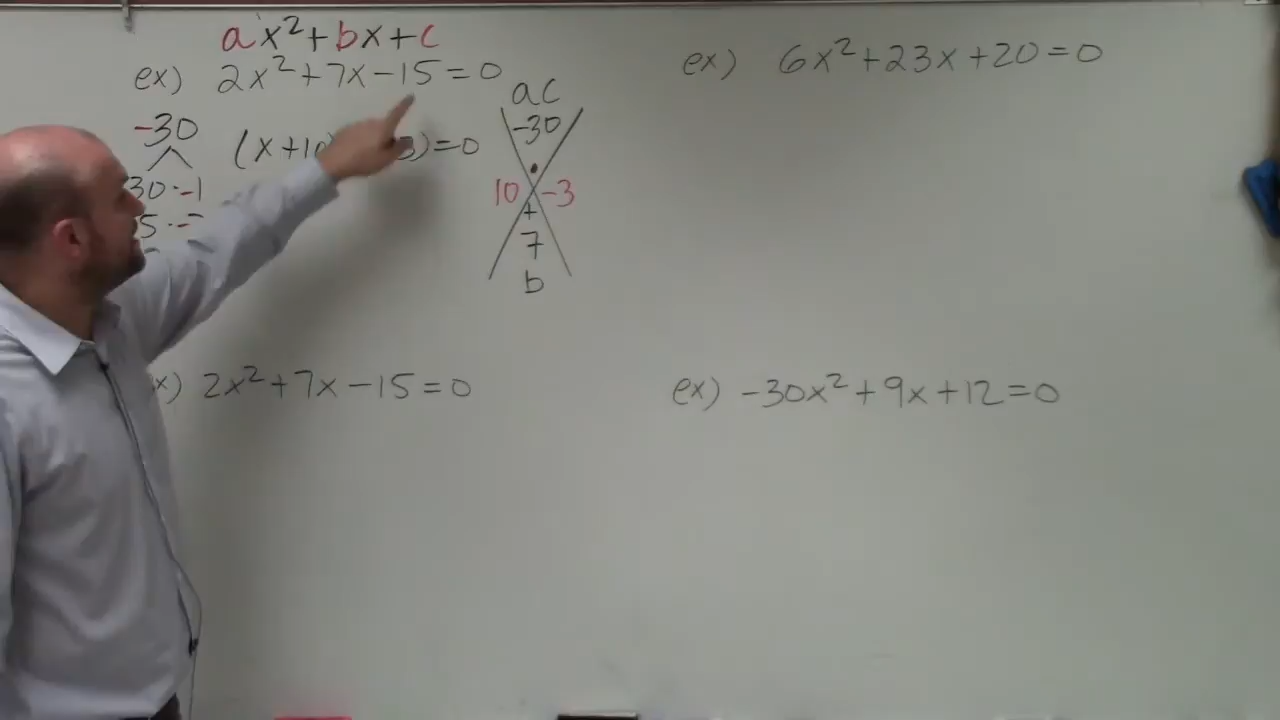 ax²+bx+c
ex) 2x²+7x-15=0
-30
30·-1
(x+10 )=0
ac
-30
·
10 -3
+
7
b
ex) 6x²+23x+20=0
x) 2x²+7x-15=0
ex) -30x²+9x+12=0